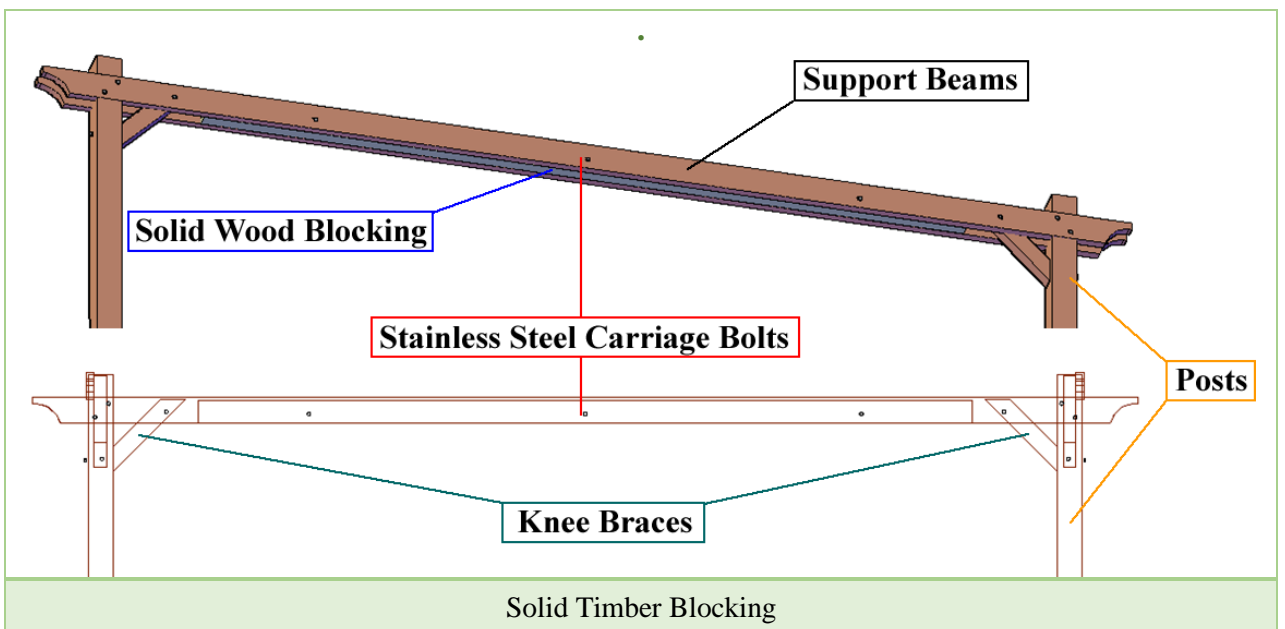 Support Beams
Solid Wood Blocking
Stainless Steel Carriage Bolts
Posts
Knee Braces
Solid Timber Blocking